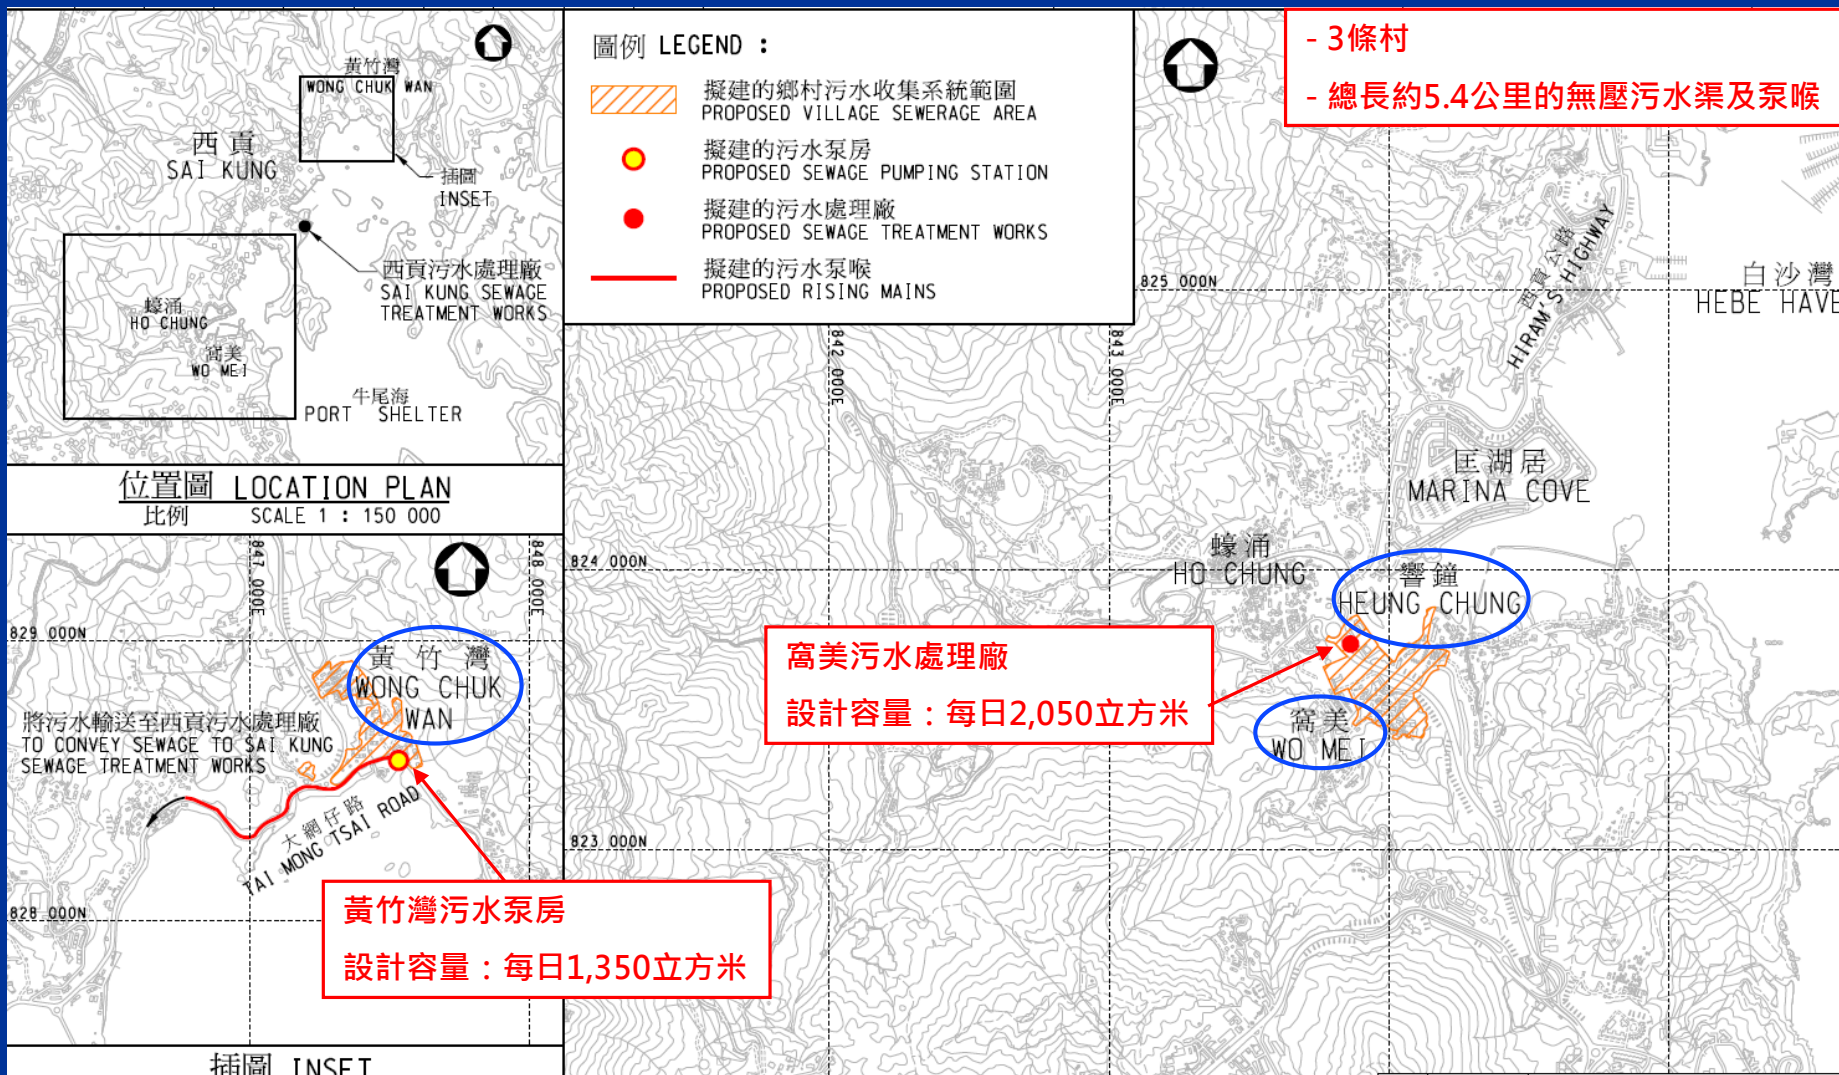 黃竹灣
WONG CHUK WAN
西貢
SAI KUNG
插圖
INSET
西貢污水處理廠
SAI KUNG SEWAGE
TREATMENT WORKS
蠔涌
HO CHUNG
窩美
WO MEI
牛尾海
PORT SHELTER
位置圖 LOCATION PLAN
比例 SCALE 1 : 150 000
圖例 LEGEND :
擬建的鄉村污水收集系統範圍
PROPOSED VILLAGE SEWERAGE AREA
擬建的污水泵房
PROPOSED SEWAGE PUMPING STATION
擬建的污水處理廠
PROPOSED SEWAGE TREATMENT WORKS
擬建的污水泵喉
PROPOSED RISING MAINS
- 3條村
- 總長約5.4公里的無壓污水渠及泵喉
825 000N
842 000E
843 000E
西貢公路
HIRAM'S HIGHWAY
白沙灣
HEBE HAVE
匡湖居
MARINA COVE
824 000N
蠔涌
HO CHUNG
響鐘
HEUNG CHUNG
窩美污水處理廠
設計容量：每日2,050立方米
窩美
WO MEI
823 000N
847 000E
848 000E
829 000N
黃竹灣
WONG CHUK
WAN
將污水輸送至西貢污水處理廠
TO CONVEY SEWAGE TO SAI KUNG
SEWAGE TREATMENT WORKS
大網仔路
TAI MONG TSAI ROAD
828 000N
黃竹灣污水泵房
設計容量：每日1,350立方米
插圖 INSET